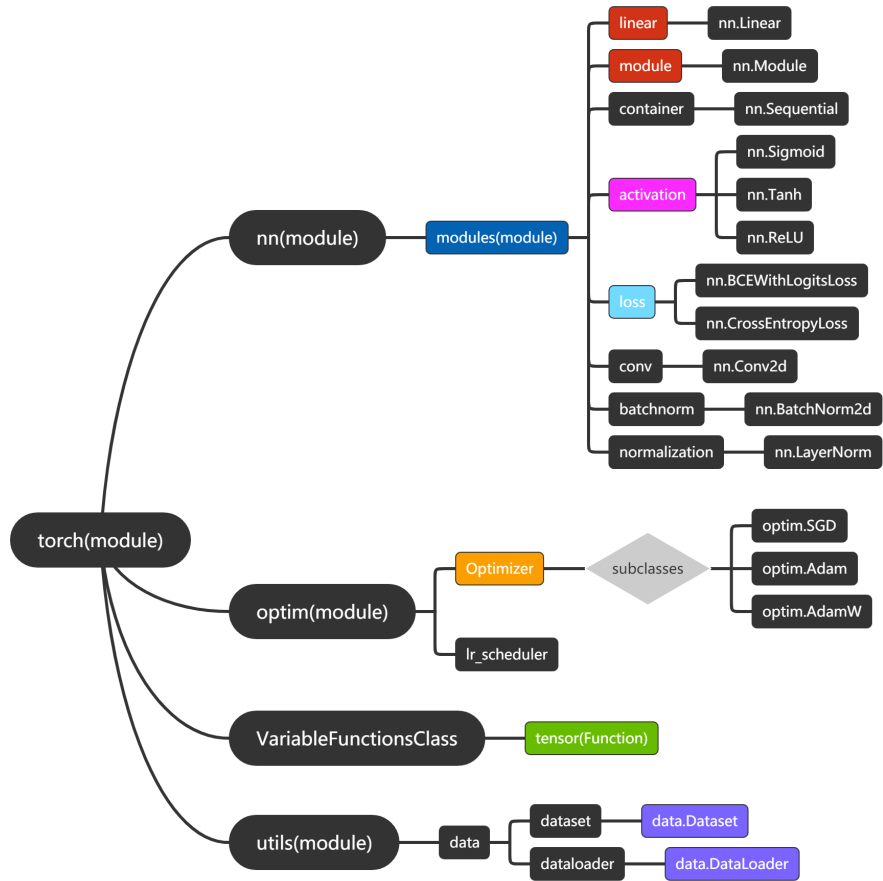 torch(module)
nn(module)
modules(module)
linear
nn.Linear
module
nn.Module
container
nn.Sequential
activation
nn.Sigmoid
nn.Tanh
nn.ReLU
loss
nn.BCEWithLogitsLoss
nn.CrossEntropyLoss
conv
nn.Conv2d
batchnorm
nn.BatchNorm2d
normalization
nn.LayerNorm
optim(module)
Optimizer
subclasses
optim.SGD
optim.Adam
optim.AdamW
lr_scheduler
VariableFunctionsClass
tensor(Function)
utils(module)
data
dataset
data.Dataset
dataloader
data.DataLoader